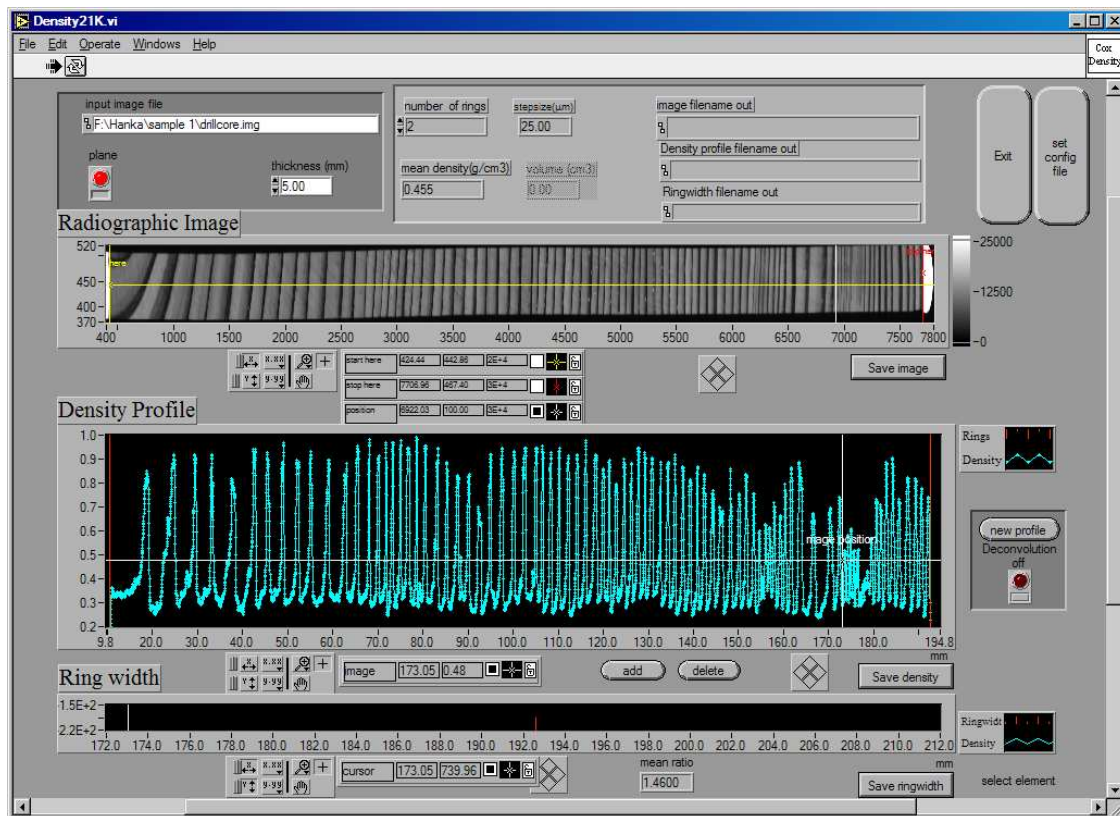 Density21K.vi
File Edit Operate Windows Help
Cox
Density
input image file
F:\Hanka\sample 1\drillcore.img
plane
thickness (mm)
5.00
number of rings
2
stepsize(µm)
25.00
mean density(g/cm3)
0.455
volume (cm3)
0.00
image filename out
Density profile filename out
Ringwidth filename out
Exit
set
config
file
Radiographic Image
520
450
400
370
here
400 1000 1500 2000 2500 3000 3500 4000 4500 5000 5500 6000 6500 7000 7500 7800
25000
12500
0
start here 424.44 442.86 2E+4
stop here 7706.96 467.40 3E+4
position 6922.03 100.00 3E+4
Save image
Density Profile
1.0
0.9
0.8
0.7
0.6
0.5
0.4
0.3
0.2
mage position
9.8 20.0 30.0 40.0 50.0 60.0 70.0 80.0 90.0 100.0 110.0 120.0 130.0 140.0 150.0 160.0 170.0 180.0 194.8
mm
Rings
Density
new profile
Deconvolution
off
image 173.05 0.48
add
delete
Save density
Ring width
-1.5E+2
-2.2E+2
172.0 174.0 176.0 178.0 180.0 182.0 184.0 186.0 188.0 190.0 192.0 194.0 196.0 198.0 200.0 202.0 204.0 206.0 208.0 210.0 212.0
mm
Ringwidt
Density
cursor 173.05 739.96
mean ratio
1.4600
Save ringwidth
select element